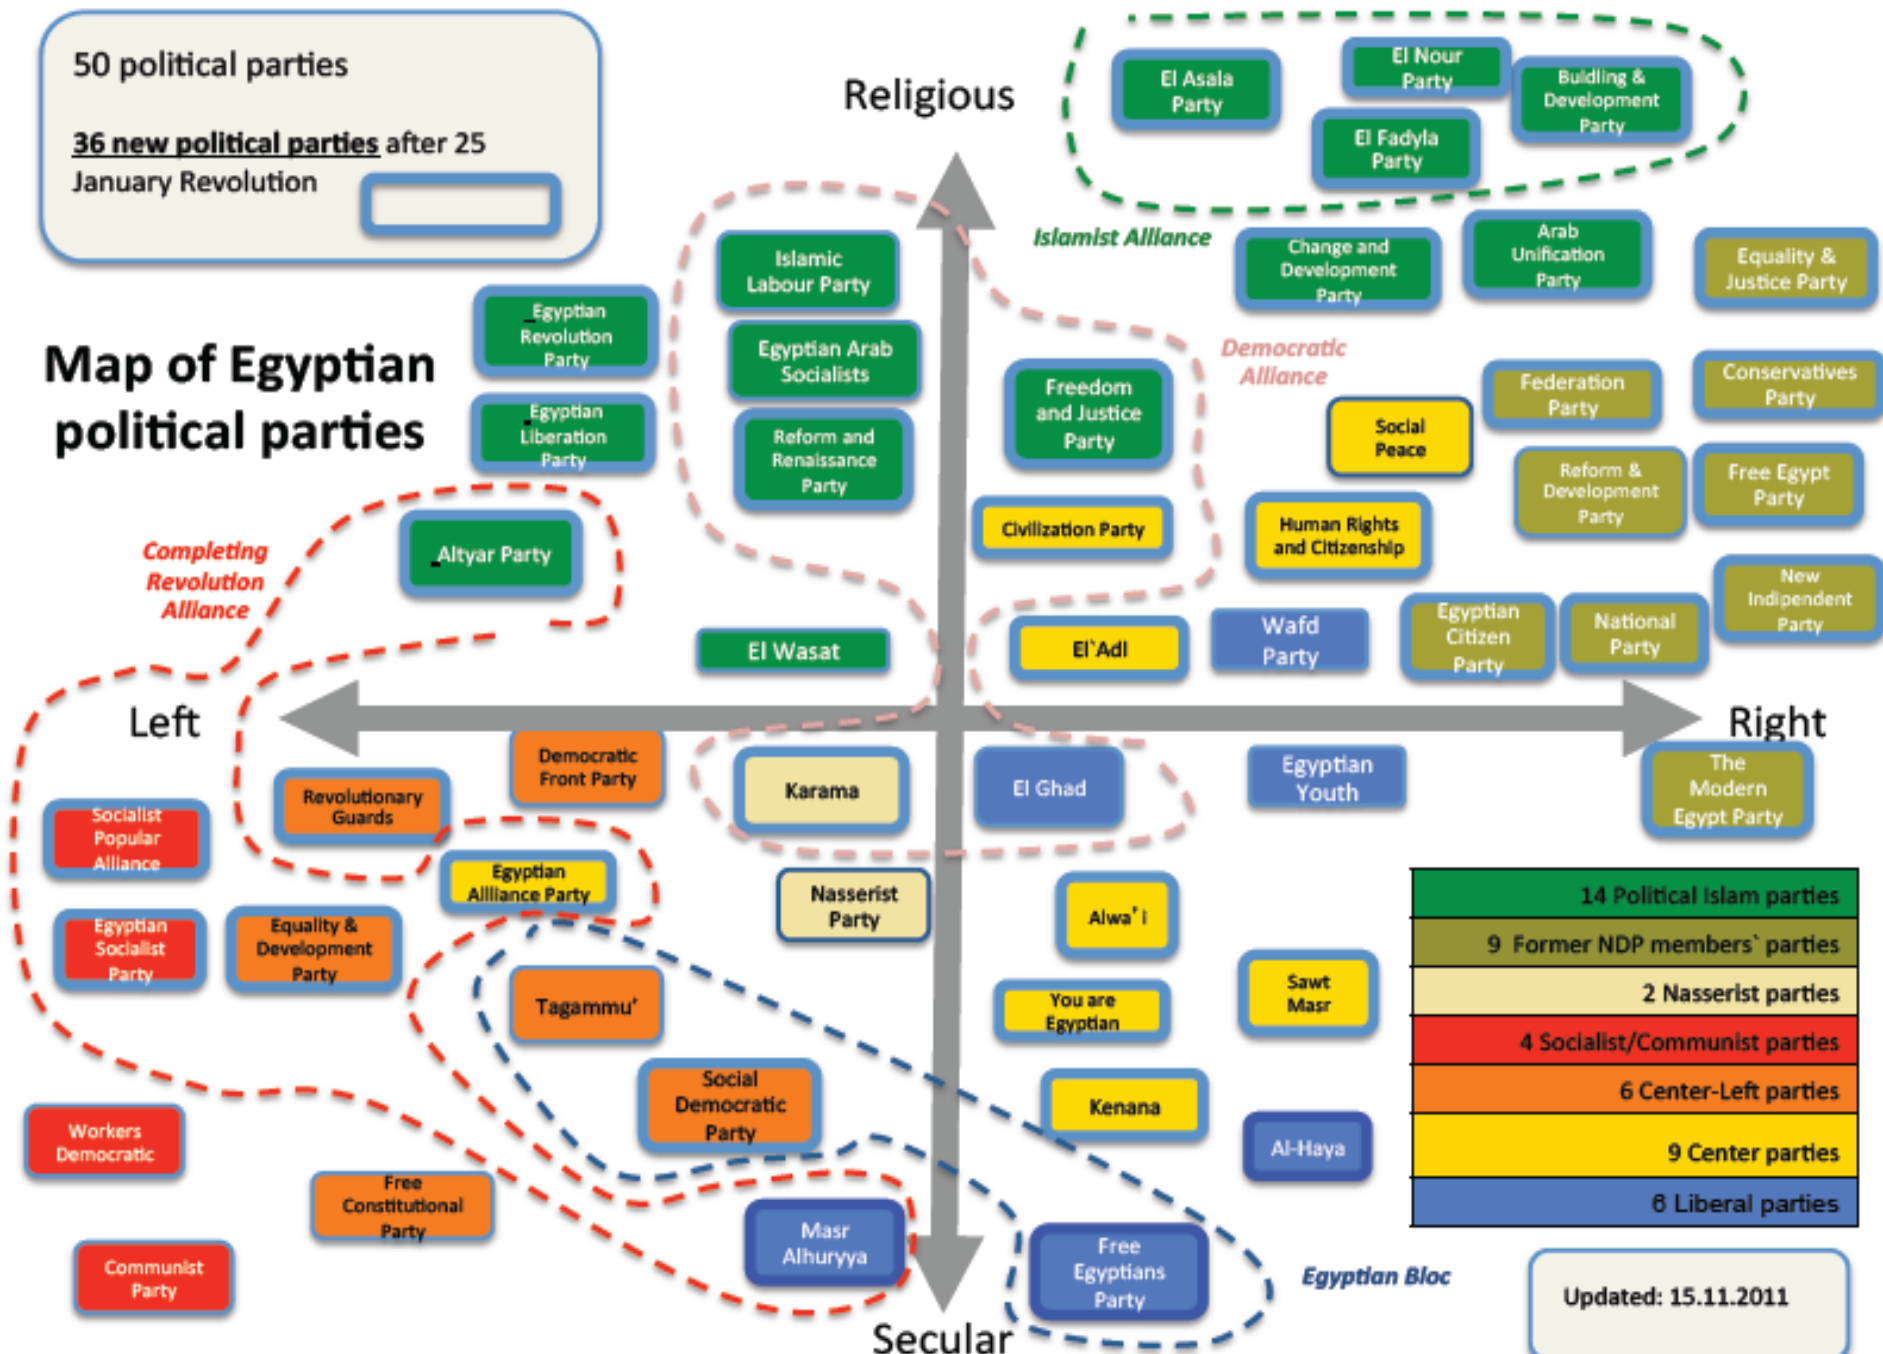 50 political parties
36 new political parties after 25
January Revolution
Religious
El Asala
Party
El Nour
Party
Buidling &
Development
Party
El Fadyla
Party
Islamist Alliance
Islamic
Labour Party
Change and
Development
Party
Arab
Unification
Party
Equality &
Justice Party
Map of Egyptian
political parties
Egyptian
Revolution
Party
Egyptian Arab
Socialists
Democratic
Alliance
Freedom
and Justice
Party
Federation
Party
Conservatives
Party
Egyptian
Liberation
Party
Reform and
Renaissance
Party
Social
Peace
Reform &
Development
Party
Free Egypt
Party
Completing
Revolution
Alliance
Altyar Party
Civilization Party
Human Rights
and Citizenship
New
Indipendent
Party
El Wasat
El`Adl
Wafd
Party
Egyptian
Citizen
Party
National
Party
Left
Right
Democratic
Front Party
Revolutionary
Guards
Karama
El Ghad
Egyptian
Youth
The
Modern
Egypt Party
Socialist
Popular
Alliance
Egyptian
Allliance Party
Nasserist
Party
Alwa'i
Egyptian
Socialist
Party
Equality &
Development
Party
Tagammu'
You are
Egyptian
Sawt
Masr
Social
Democratic
Party
Kenana
Workers
Democratic
Al-Haya
Free
Constitutional
Party
Masr
Alhuryya
Free
Egyptians
Party
Communist
Party
Egyptian Bloc
Secular
14 Political Islam parties
9 Former NDP members` parties
2 Nasserist parties
4 Socialist/Communist parties
6 Center-Left parties
9 Center parties
6 Liberal parties
Updated: 15.11.2011